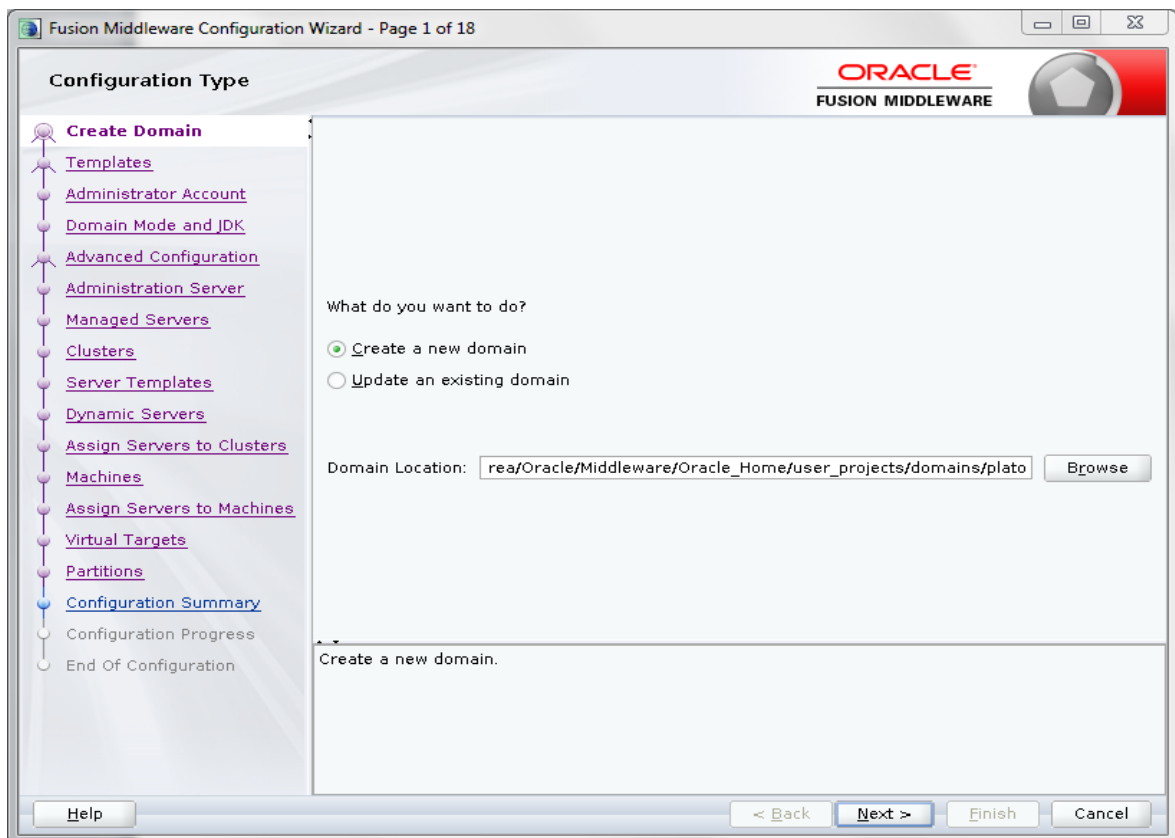 Fusion Middleware Configuration Wizard - Page 1 of 18
Configuration Type
ORACLE
FUSION MIDDLEWARE
Create Domain
Templates
Administrator Account
Domain Mode and JDK
Advanced Configuration
Administration Server
Managed Servers
Clusters
Server Templates
Dynamic Servers
Assign Servers to Clusters
Machines
Assign Servers to Machines
Virtual Targets
Partitions
Configuration Summary
Configuration Progress
End Of Configuration
What do you want to do?
Create a new domain
Update an existing domain
Domain Location: rea/Oracle/Middleware/Oracle_Home/user_projects/domains/plato Browse
Create a new domain.
Help < Back Next > Finish Cancel